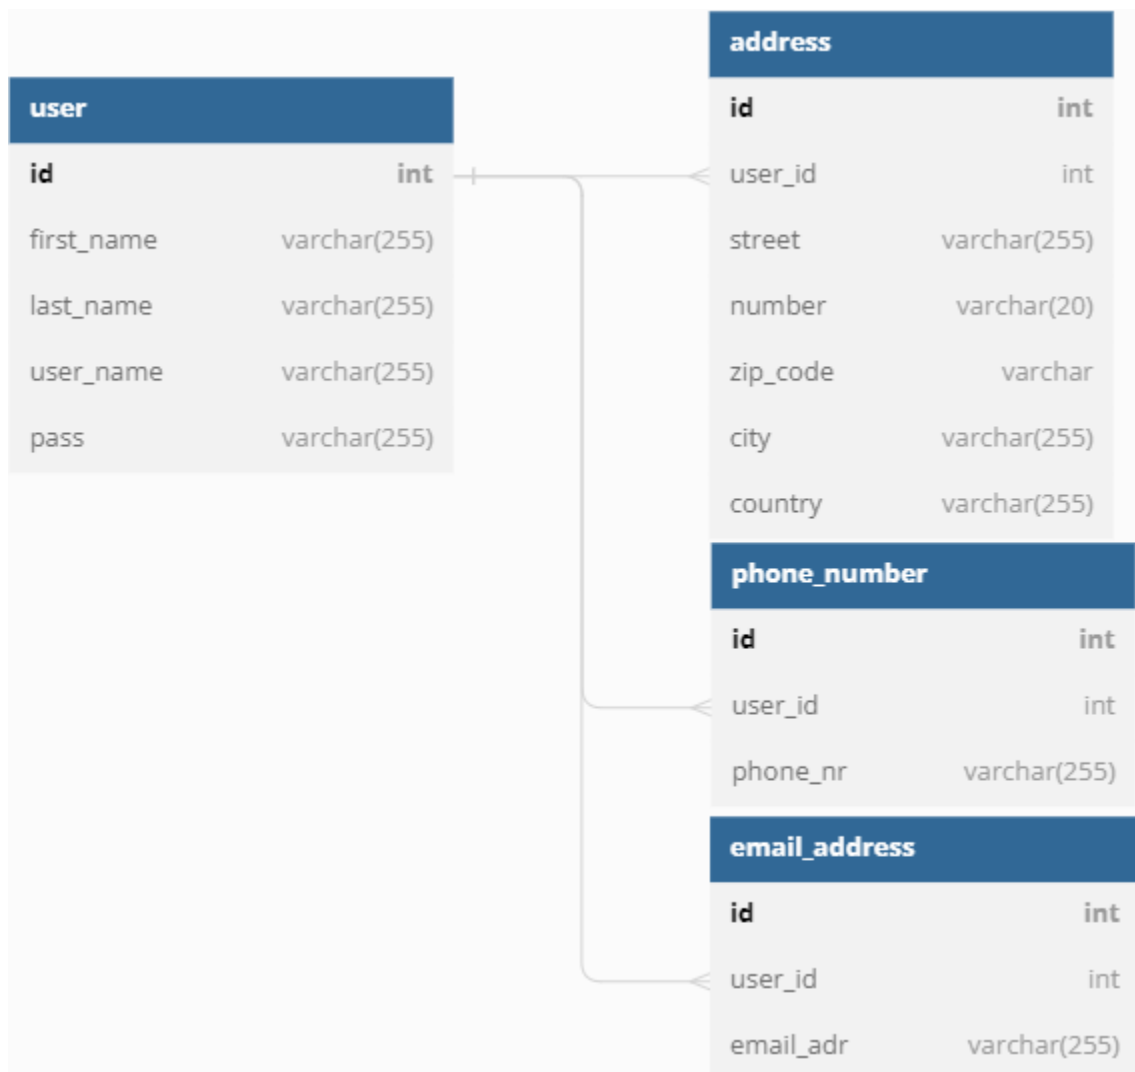 user
id int
first_name varchar(255)
last_name varchar(255)
user_name varchar(255)
pass varchar(255)
address
id int
user_id int
street varchar(255)
number varchar(20)
zip_code varchar
city varchar(255)
country varchar(255)
phone_number
id int
user_id int
phone_nr varchar(255)
email_address
id int
user_id int
email_adr varchar(255)